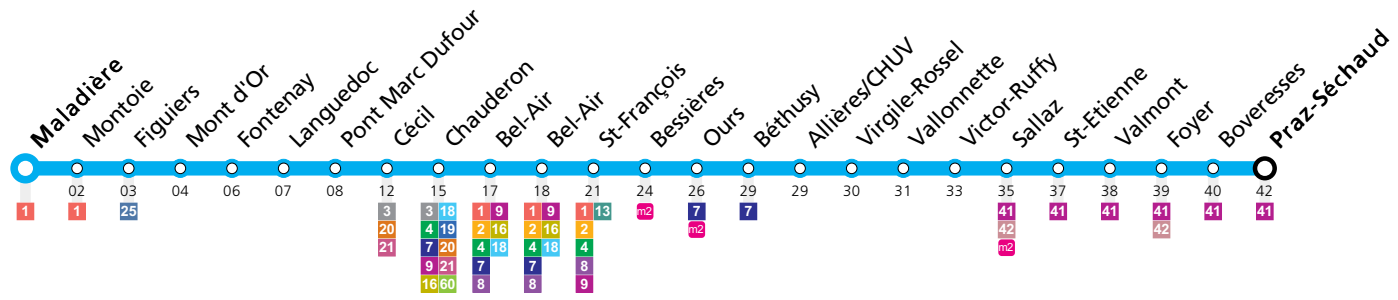 Maladière
Montoie
Figuiers
Mont d'Or
Fontenay
Languedoc
Pont Marc Dufour
Cécil
Chauderon
Bel-Air
Bel-Air
St-François
Bessières
Ours
Béthusy
Allières/CHUV
Virgile-Rossel
Vallonnette
Victor-Ruffy
Sallaz
St-Etienne
Valmont
Foyer
Boveresses
Praz-Séchaud
02 03 04 06 07 08 12 15 17 18 21 24 26 29 29 30 31 33 35 37 38 39 40 42
1 1 25 3 3 18 1 9 1 9 1 13 m2 7 7 41 41 41 41 41 41
20 4 19 2 16 2 16 2 m2 42 42
21 7 20 4 18 4 18 4 m2
9 21 7 7 8
16 60 8 8 9